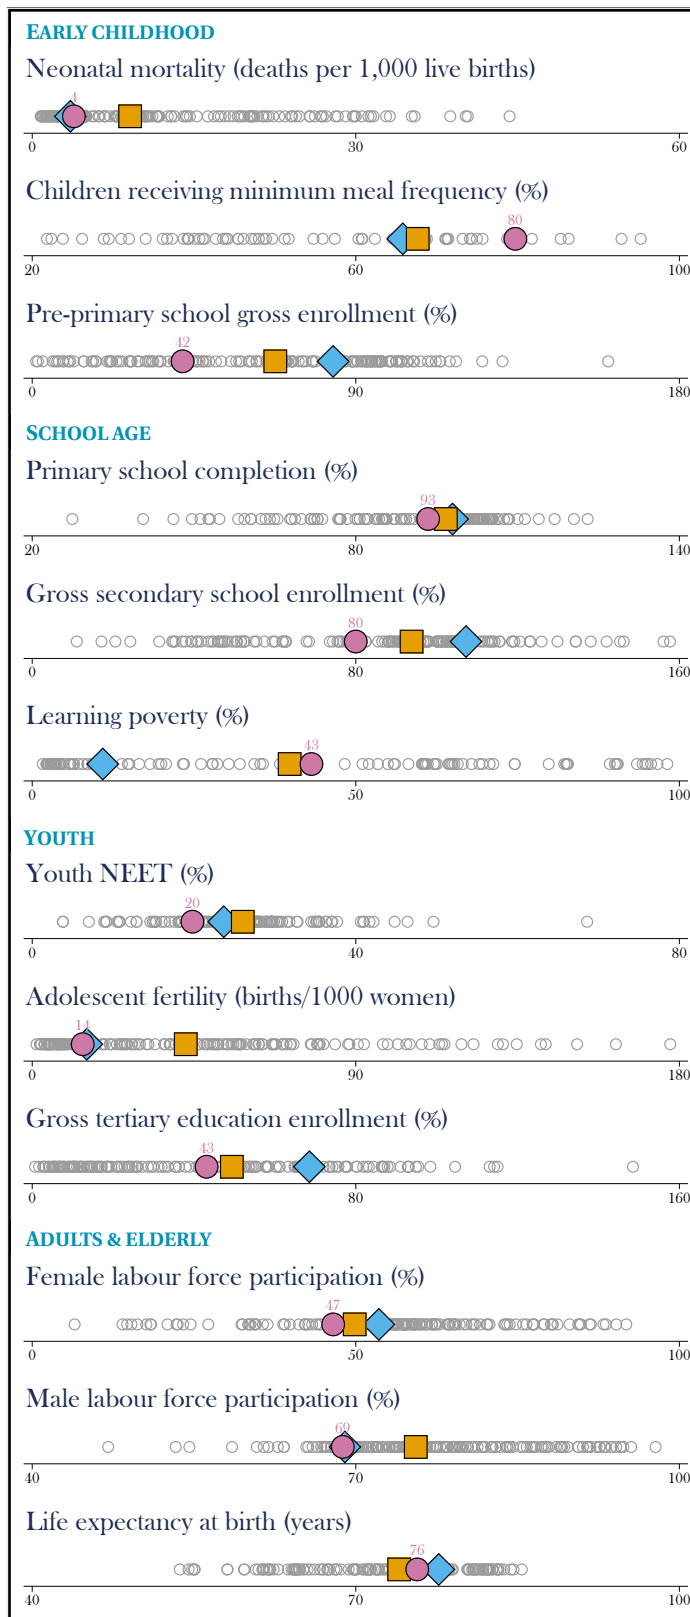 EARLY CHILDHOOD
Neonatal mortality (deaths per 1,000 live births)
4
0 30 60
Children receiving minimum meal frequency (%)
80
20 60 100
Pre-primary school gross enrollment (%)
42
0 90 180
SCHOOL AGE
Primary school completion (%)
93
20 80 140
Gross secondary school enrollment (%)
80
0 80 160
Learning poverty (%)
43
0 50 100
YOUTH
Youth NEET (%)
20
0 40 80
Adolescent fertility (births/1000 women)
14
0 90 180
Gross tertiary education enrollment (%)
43
0 80 160
ADULTS & ELDERLY
Female labour force participation (%)
47
0 50 100
Male labour force participation (%)
69
40 70 100
Life expectancy at birth (years)
76
40 70 100